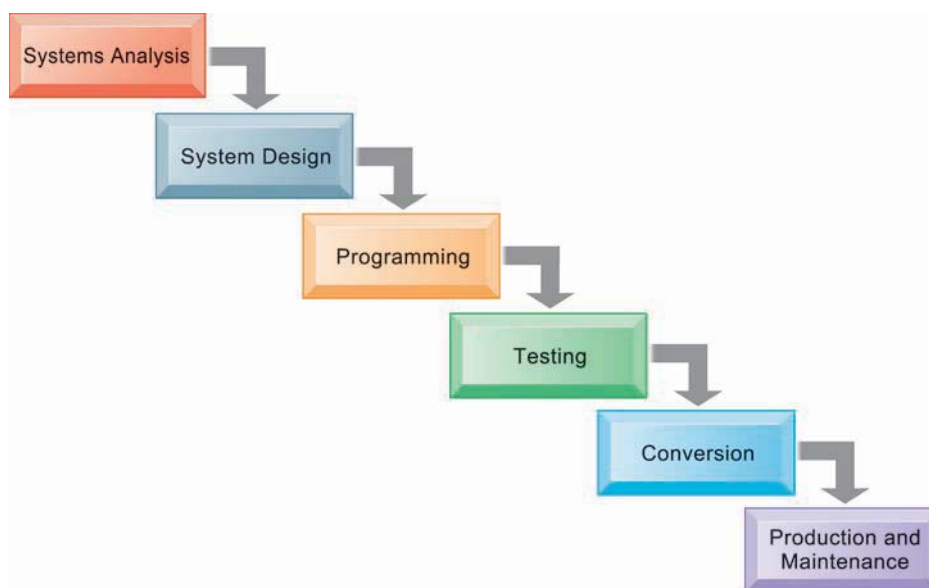 Systems Analysis
System Design
Programming
Testing
Conversion
Production and
Maintenance